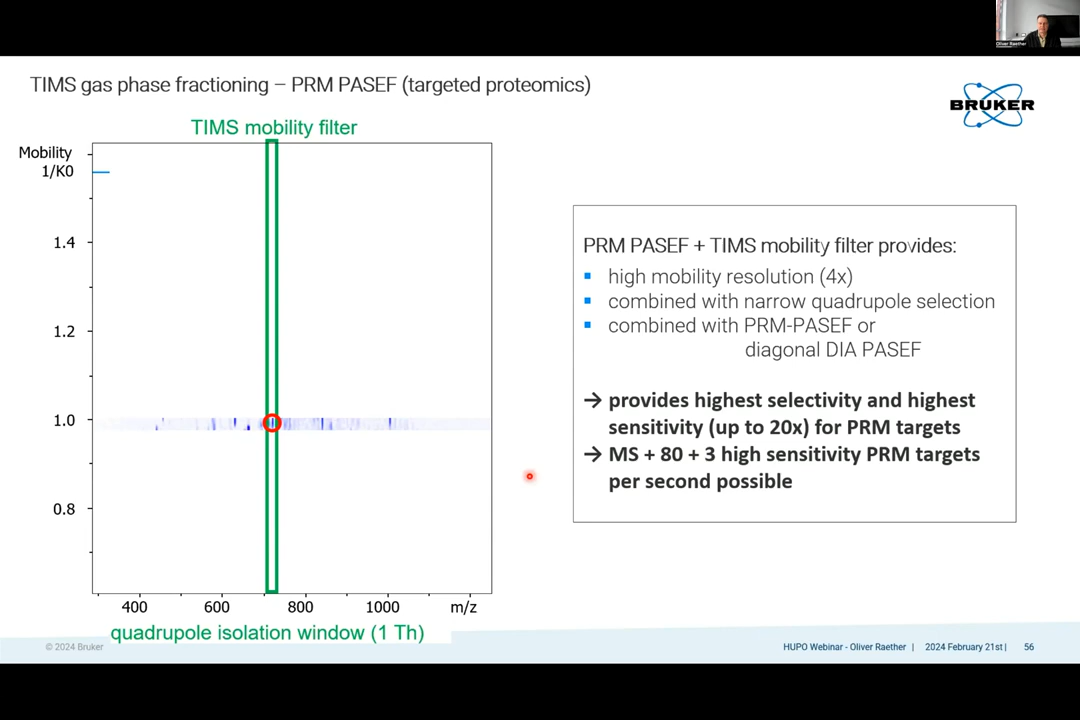 Oliver Raether
TIMS gas phase fractioning – PRM PASEF (targeted proteomics)
BRUKER
TIMS mobility filter
Mobility
1/K0
1.4
1.2
1.0
0.8
400 600 800 1000 m/z
quadrupole isolation window (1 Th)
PRM PASEF + TIMS mobility filter provides:
high mobility resolution (4x)
combined with narrow quadrupole selection
combined with PRM-PASEF or
diagonal DIA PASEF
→ provides highest selectivity and highest
sensitivity (up to 20x) for PRM targets
→ MS + 80 + 3 high sensitivity PRM targets
per second possible
© 2024 Bruker
HUPO Webinar - Oliver Raether | 2024 February 21st | 56